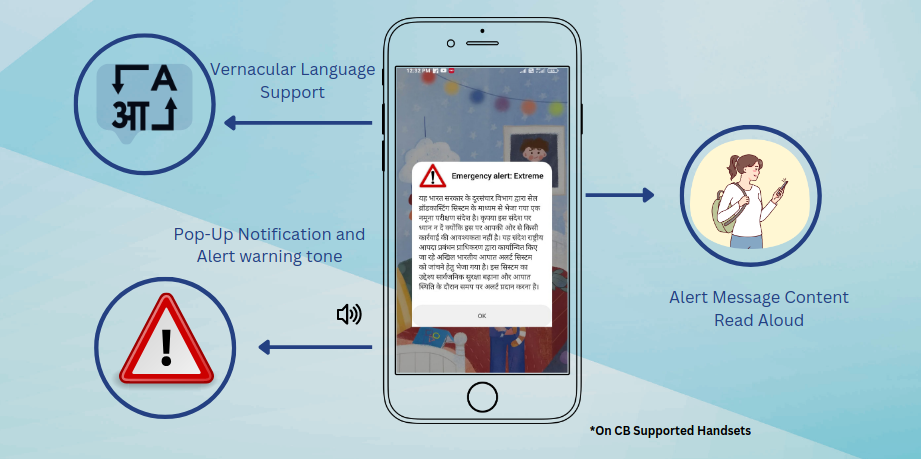 Vernacular Language
Support
A
आ
Pop-Up Notification and
Alert warning tone
12:33 PM
Emergency alert: Extreme
यह भारत सरकार के दूरसंचार विभाग द्वारा सेल
ब्रॉडकास्टिंग सिस्टम के माध्यम से भेजा गया एक
नमूना परीक्षण संदेश है। कृपया इस संदेश पर
ध्यान न दें क्योंकि इस पर आपकी ओर से किसी
कार्रवाई की आवश्यकता नहीं है। यह संदेश राष्ट्रीय
आपदा प्रबंधन प्राधिकरण द्वारा कार्यान्वित किए
जा रहे अखिल भारतीय आपात अलर्ट सिस्टम
को जांचने हेतु भेजा गया है। इस सिस्टम का
उद्देश्य सार्वजनिक सुरक्षा बढ़ाना और आपात
स्थिति के दौरान समय पर अलर्ट प्रदान करना है।
OK
Alert Message Content
Read Aloud
*On CB Supported Handsets